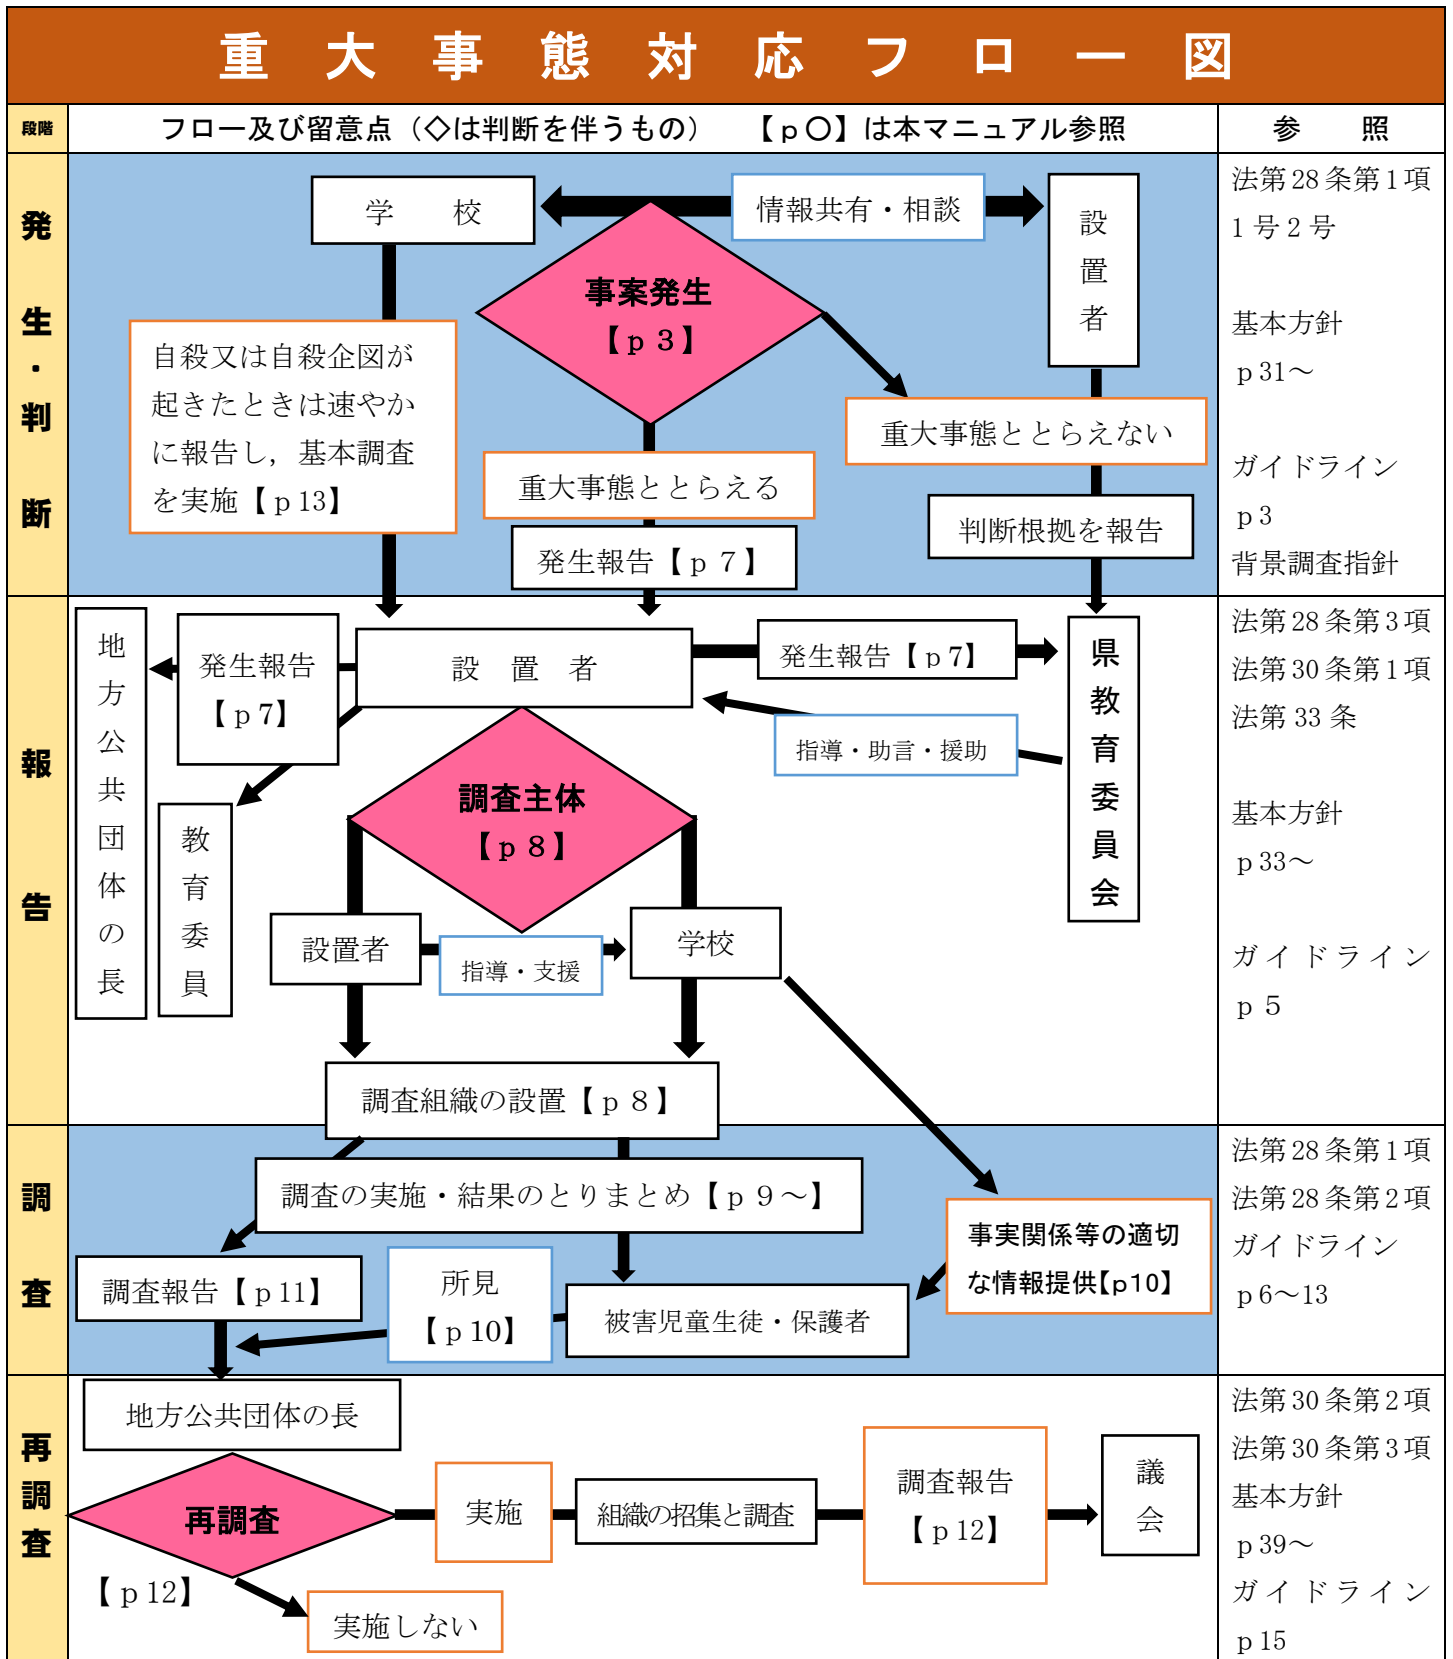 重大事態対応フロー図
段階
フロー及び留意点（◇は判断を伴うもの）　【ｐ〇】は本マニュアル参照
参　照
発生・判断
学　校
情報共有・相談
設置者
事案発生
【ｐ３】
自殺又は自殺企図が
起きたときは速やか
に報告し，基本調査
を実施【ｐ13】
重大事態ととらえない
重大事態ととらえる
判断根拠を報告
発生報告【ｐ７】
法第28条第1項
1号2号
基本方針
ｐ31～
ガイドライン
ｐ3
背景調査指針
報告
地方公共団体の長
発生報告
【ｐ7】
設　置　者
発生報告【ｐ7】
県教育委員会
指導・助言・援助
教育委員
調査主体
【ｐ８】
設置者
指導・支援
学校
調査組織の設置【ｐ８】
法第28条第3項
法第30条第1項
法第33条
基本方針
ｐ33～
ガイドライン
ｐ５
調査
調査の実施・結果のとりまとめ【ｐ９～】
事実関係等の適切
な情報提供【p10】
調査報告【ｐ11】
所見
【ｐ10】
被害児童生徒・保護者
法第28条第1項
法第28条第2項
ガイドライン
ｐ6～13
再調査
地方公共団体の長
再調査
【ｐ12】
実施
組織の招集と調査
調査報告
【ｐ12】
議会
実施しない
法第30条第2項
法第30条第3項
基本方針
ｐ39～
ガイドライン
ｐ15